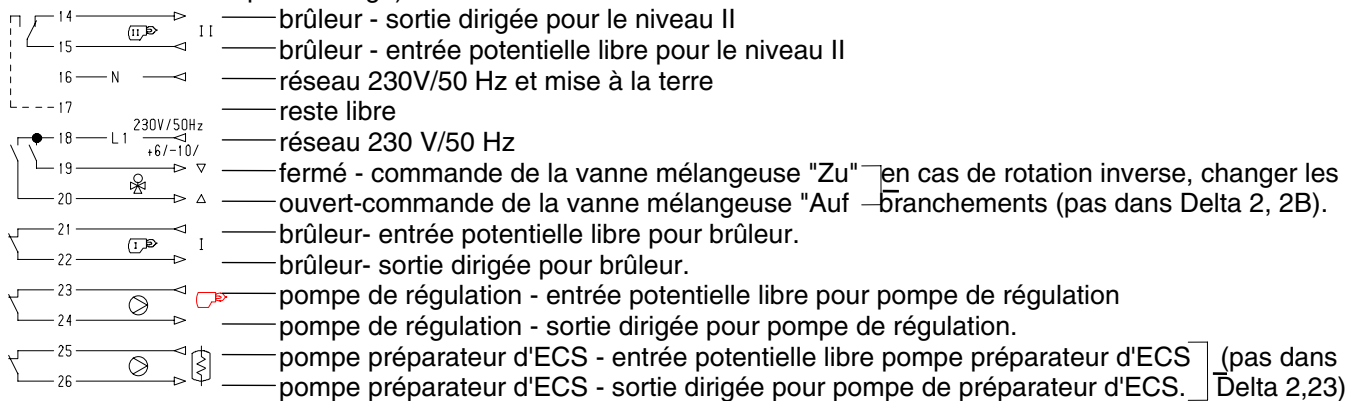 14 II II brûleur - sortie dirigée pour le niveau II
15 brûleur - entrée potentielle libre pour le niveau II
16 N réseau 230V/50 Hz et mise à la terre
17 reste libre
230V/50Hz
18 L1 réseau 230 V/50 Hz
+6/-10/
19 fermé - commande de la vanne mélangeuse "Zu" en cas de rotation inverse, changer les
20 ouvert-commande de la vanne mélangeuse "Auf branchements (pas dans Delta 2, 2B).
21 I I brûleur- entrée potentielle libre pour brûleur.
22 brûleur- sortie dirigée pour brûleur.
23 pompe de régulation - entrée potentielle libre pour pompe de régulation
24 pompe de régulation - sortie dirigée pour pompe de régulation.
25 pompe préparateur d'ECS - entrée potentielle libre pompe préparateur d'ECS (pas dans
26 pompe préparateur d'ECS - sortie dirigée pour pompe de préparateur d'ECS. Delta 2,23)